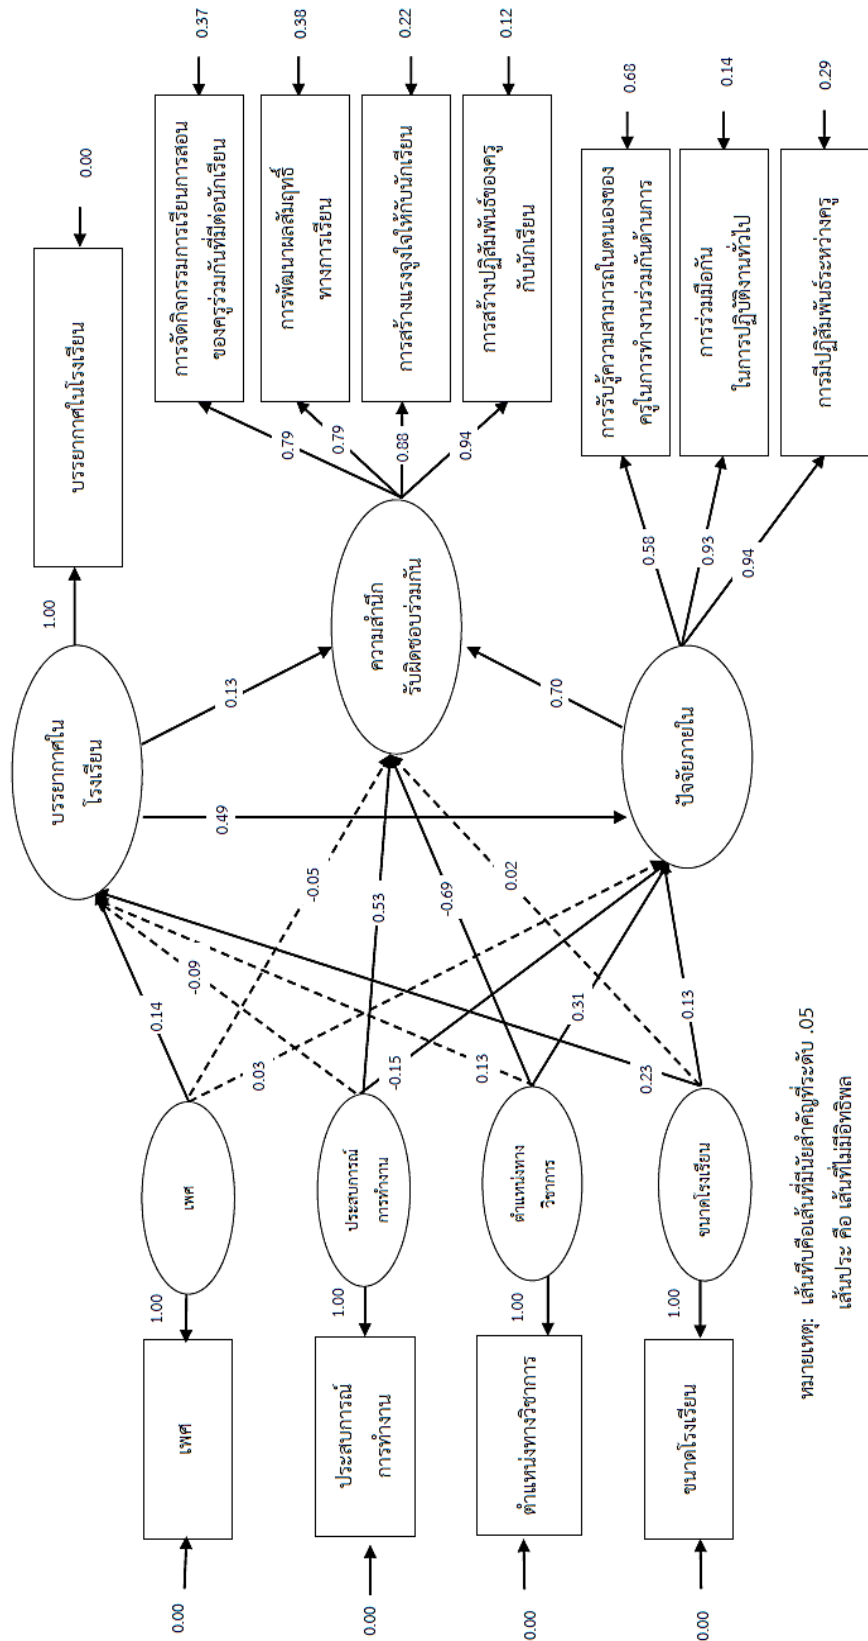 0.00
0.00
0.00
0.00
เพศ
ประสบการณ์
การทำงาน
ตำแหน่งทางวิชาการ
ขนาดโรงเรียน
1.00
1.00
1.00
1.00
เพศ
ประสบการณ์
การทำงาน
ตำแหน่งทาง
วิชาการ
ขนาดโรงเรียน
0.14
0.03
-0.09
-0.15
0.13
0.23
-0.05
0.53
-0.69
0.31
0.02
0.13
บรรยากาศใน
โรงเรียน
0.49
ปัจจัยภายใน
0.13
0.70
ความสำนึก
รับผิดชอบร่วมกัน
1.00
0.79
0.79
0.88
0.94
0.58
0.93
0.94
บรรยากาศในโรงเรียน
0.00
การจัดกิจกรรมการเรียนการสอน
ของครูร่วมกันที่มีต่อนักเรียน
0.37
การพัฒนาผลสัมฤทธิ์
ทางการเรียน
0.38
การสร้างแรงจูงใจให้กับนักเรียน
0.22
การสร้างปฏิสัมพันธ์ของครู
กับนักเรียน
0.12
การรับรู้ความสามารถในตนเองของ
ครูในการทำงานร่วมกันด้านการ
0.68
การร่วมมือกัน
ในการปฏิบัติงานทั่วไป
0.14
การมีปฏิสัมพันธ์ระหว่างครู
0.29
หมายเหตุ: เส้นทึบคือเส้นที่มีนัยสำคัญที่ระดับ .05
เส้นประ คือ เส้นที่ไม่มีอิทธิพล